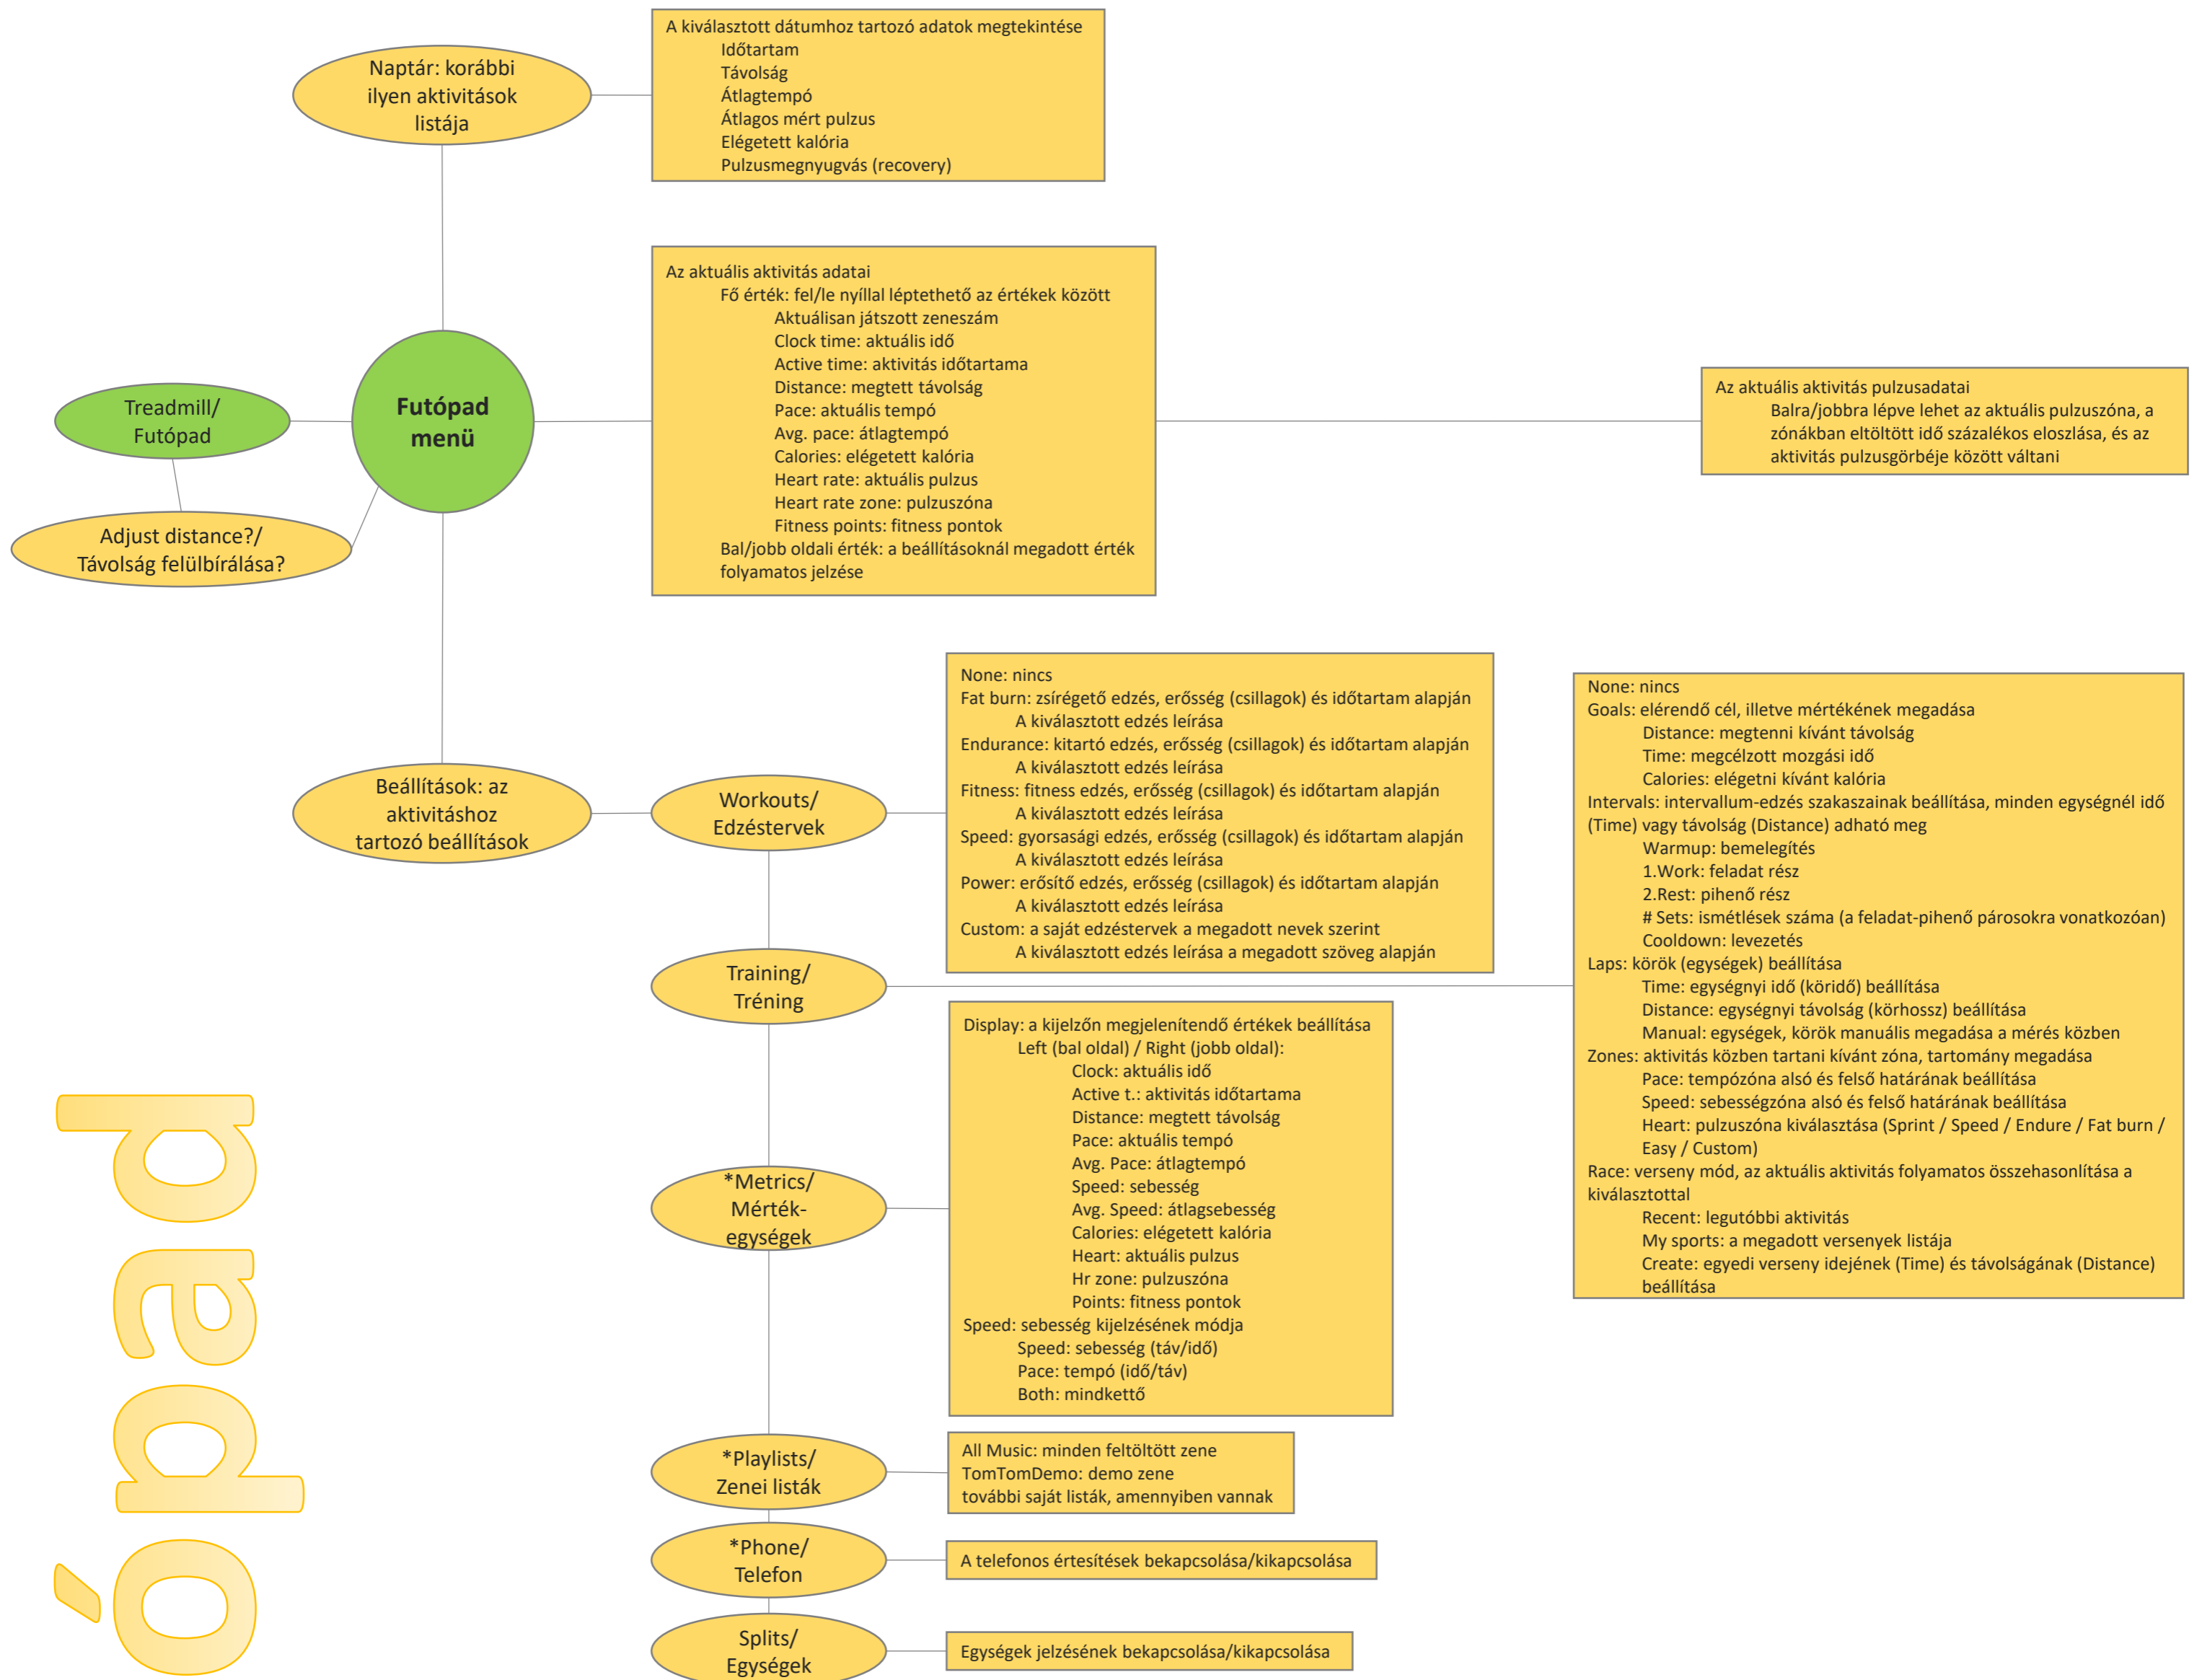 Naptár: korábbi
ilyen aktivitások
listája
A kiválasztott dátumhoz tartozó adatok megtekintése
Időtartam
Távolság
Átlagtempó
Átlagos mért pulzus
Elégetett kalória
Pulzusmegnyugvás (recovery)
Treadmill/
Futópad
Futópad
menü
Adjust distance?/
Távolság felülbírálása?
Az aktuális aktivitás adatai
Fő érték: fel/le nyíllal léptethető az értékek között
Aktuálisan játszott zeneszám
Clock time: aktuális idő
Active time: aktivitás időtartama
Distance: megtett távolság
Pace: aktuális tempó
Avg. pace: átlagtempó
Calories: elégetett kalória
Heart rate: aktuális pulzus
Heart rate zone: pulzuszóna
Fitness points: fitness pontok
Bal/jobb oldali érték: a beállításoknál megadott érték
folyamatos jelzése
Az aktuális aktivitás pulzusadatai
Balra/jobbra lépve lehet az aktuális pulzuszóna, a
zónákban eltöltött idő százalékos eloszlása, és az
aktivitás pulzusgörbéje között váltani
Beállítások: az
aktivitáshoz
tartozó beállítások
Workouts/
Edzéstervek
None: nincs
Fat burn: zsírégető edzés, erősség (csillagok) és időtartam alapján
A kiválasztott edzés leírása
Endurance: kitartó edzés, erősség (csillagok) és időtartam alapján
A kiválasztott edzés leírása
Fitness: fitness edzés, erősség (csillagok) és időtartam alapján
A kiválasztott edzés leírása
Speed: gyorsasági edzés, erősség (csillagok) és időtartam alapján
A kiválasztott edzés leírása
Power: erősítő edzés, erősség (csillagok) és időtartam alapján
A kiválasztott edzés leírása
Custom: a saját edzéstervek a megadott nevek szerint
A kiválasztott edzés leírása a megadott szöveg alapján
Training/
Tréning
None: nincs
Goals: elérendő cél, illetve mértékének megadása
Distance: megtenni kívánt távolság
Time: megcélzott mozgási idő
Calories: elégetni kívánt kalória
Intervals: intervallum-edzés szakaszainak beállítása, minden egységnél idő
(Time) vagy távolság (Distance) adható meg
Warmup: bemelegítés
1.Work: feladat rész
2.Rest: pihenő rész
# Sets: ismétlések száma (a feladat-pihenő párosokra vonatkozóan)
Cooldown: levezetés
Laps: körök (egységek) beállítása
Time: egységnyi idő (köridő) beállítása
Distance: egységnyi távolság (körhossz) beállítása
Manual: egységek, körök manuális megadása a mérés közben
Zones: aktivitás közben tartani kívánt zóna, tartomány megadása
Pace: tempózóna alsó és felső határának beállítása
Speed: sebességzóna alsó és felső határának beállítása
Heart: pulzuszóna kiválasztása (Sprint / Speed / Endure / Fat burn /
Easy / Custom)
Race: verseny mód, az aktuális aktivitás folyamatos összehasonlítása a
kiválasztottal
Recent: legutóbbi aktivitás
My sports: a megadott versenyek listája
Create: egyedi verseny idejének (Time) és távolságának (Distance)
beállítása
*Metrics/
Mérték-
egységek
Display: a kijelzőn megjelenítendő értékek beállítása
Left (bal oldal) / Right (jobb oldal):
Clock: aktuális idő
Active t.: aktivitás időtartama
Distance: megtett távolság
Pace: aktuális tempó
Avg. Pace: átlagtempó
Speed: sebesség
Avg. Speed: átlagsebesség
Calories: elégetett kalória
Heart: aktuális pulzus
Hr zone: pulzuszóna
Points: fitness pontok
Speed: sebesség kijelzésének módja
Speed: sebesség (táv/idő)
Pace: tempó (idő/táv)
Both: mindkettő
*Playlists/
Zenei listák
All Music: minden feltöltött zene
TomTomDemo: demo zene
további saját listák, amennyiben vannak
*Phone/
Telefon
A telefonos értesítések bekapcsolása/kikapcsolása
Splits/
Egységek
Egységek jelzésének bekapcsolása/kikapcsolása
ópad